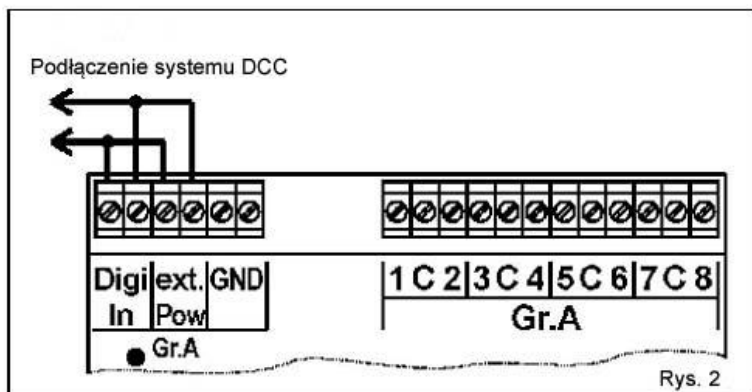 Podłączenie systemu DCC
Digi ext. GND 1 C 2 3 C 4 5 C 6 7 C 8
In Pow Gr.A
Gr.A
Rys. 2